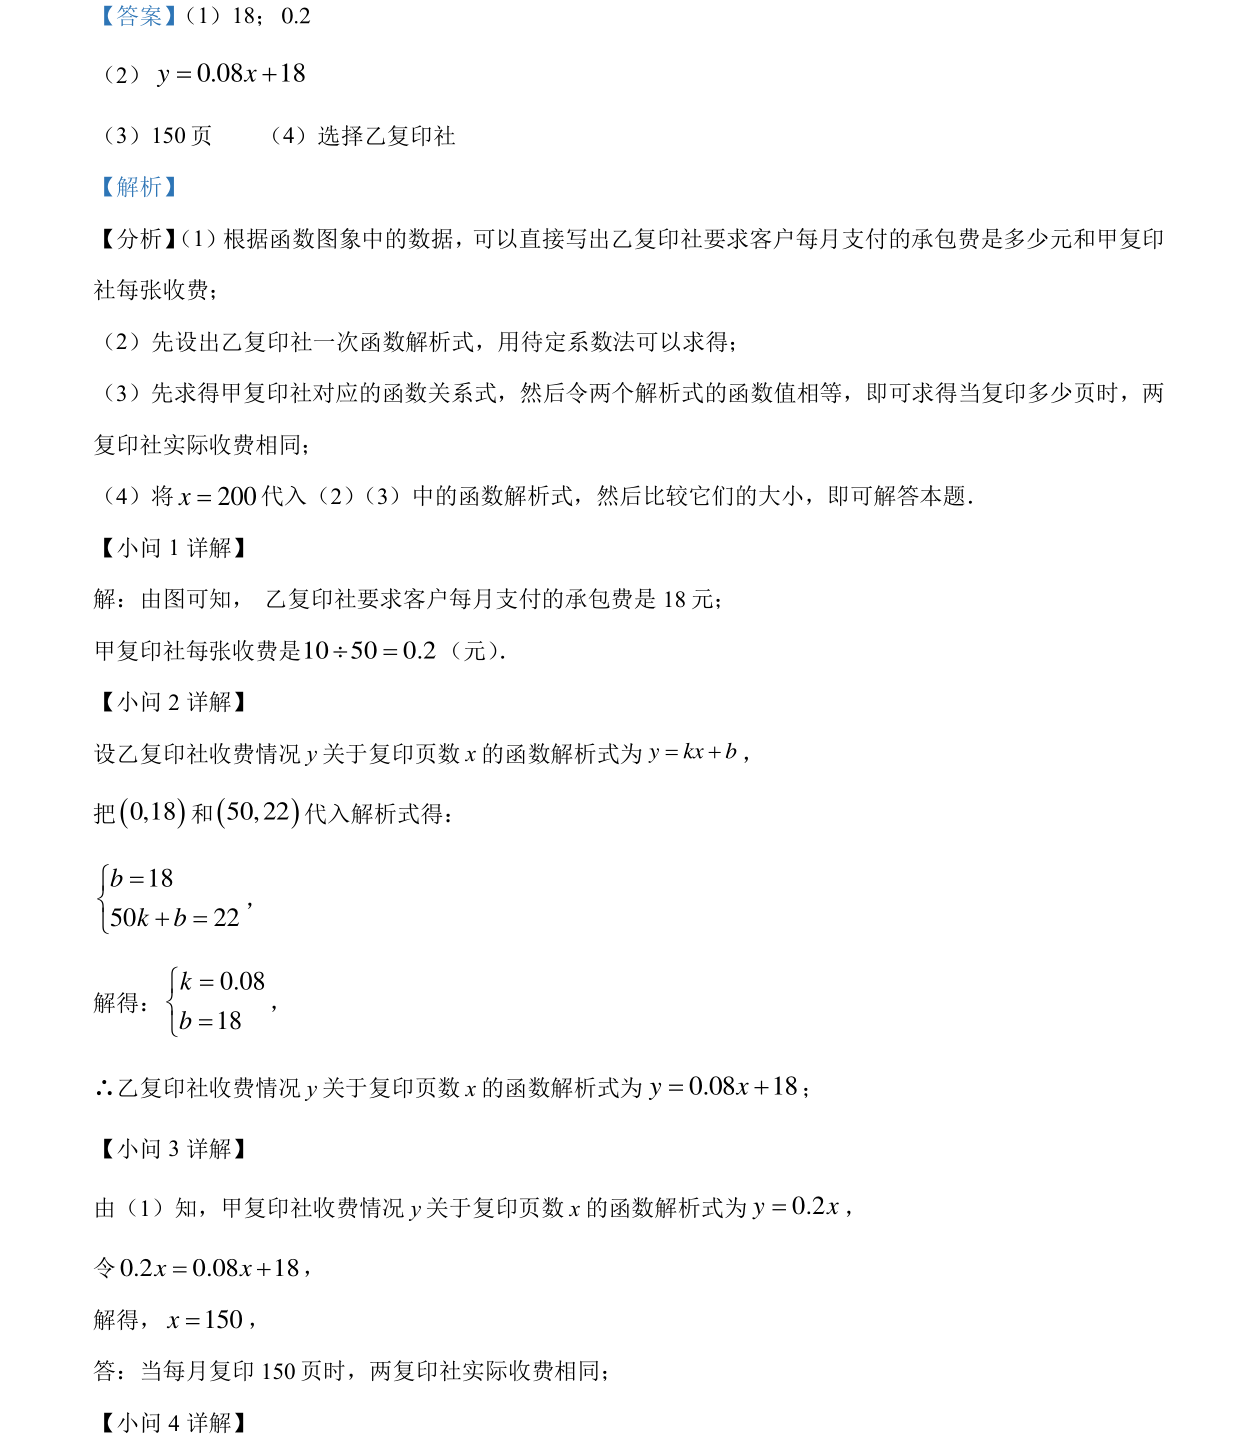 【答案】（1）18；0.2
（2）y = 0.08x + 18
（3）150 页 （4）选择乙复印社
【解析】
【分析】（1）根据函数图象中的数据，可以直接写出乙复印社要求客户每月支付的承包费是多少元和甲复印
社每张收费；
（2）先设出乙复印社一次函数解析式，用待定系数法可以求得；
（3）先求得甲复印社对应的函数关系式，然后令两个解析式的函数值相等，即可求得当复印多少页时，两
复印社实际收费相同；
（4）将 x = 200 代入（2）（3）中的函数解析式，然后比较它们的大小，即可解答本题．
【小问 1 详解】
解：由图可知， 乙复印社要求客户每月支付的承包费是 18 元；
甲复印社每张收费是10÷50 = 0.2（元）．
【小问 2 详解】
设乙复印社收费情况 y 关于复印页数 x 的函数解析式为 y = kx + b，
把(0,18)和(50,22)代入解析式得：
{b =18
50k + b = 22，
解得：{k = 0.08
b =18，
∴乙复印社收费情况 y 关于复印页数 x 的函数解析式为 y = 0.08x +18；
【小问 3 详解】
由（1）知，甲复印社收费情况 y 关于复印页数 x 的函数解析式为 y = 0.2x，
令 0.2x = 0.08x +18，
解得，x =150，
答：当每月复印 150 页时，两复印社实际收费相同；
【小问 4 详解】